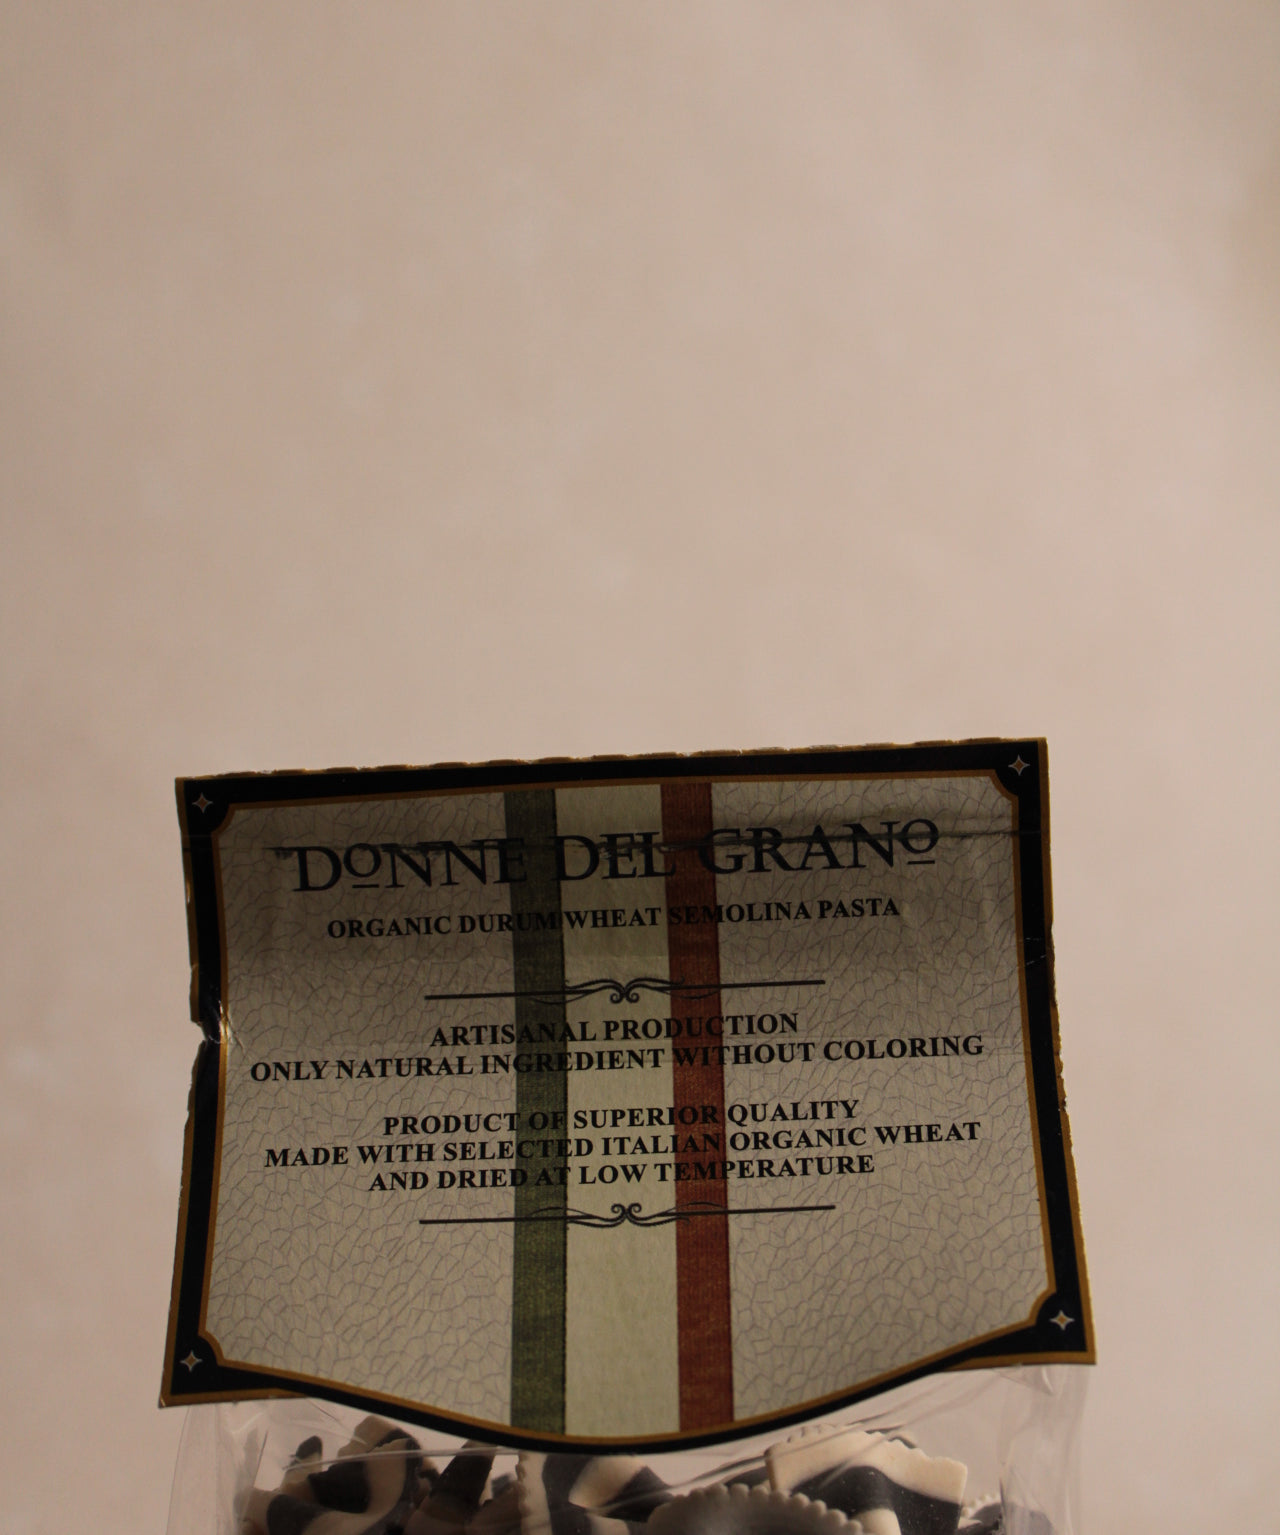 DONNE DEL GRANO
ORGANIC DURUM WHEAT SEMOLINA PASTA
ARTISANAL PRODUCTION
ONLY NATURAL INGREDIENT WITHOUT COLORING
PRODUCT OF SUPERIOR QUALITY
MADE WITH SELECTED ITALIAN ORGANIC WHEAT
AND DRIED AT LOW TEMPERATURE